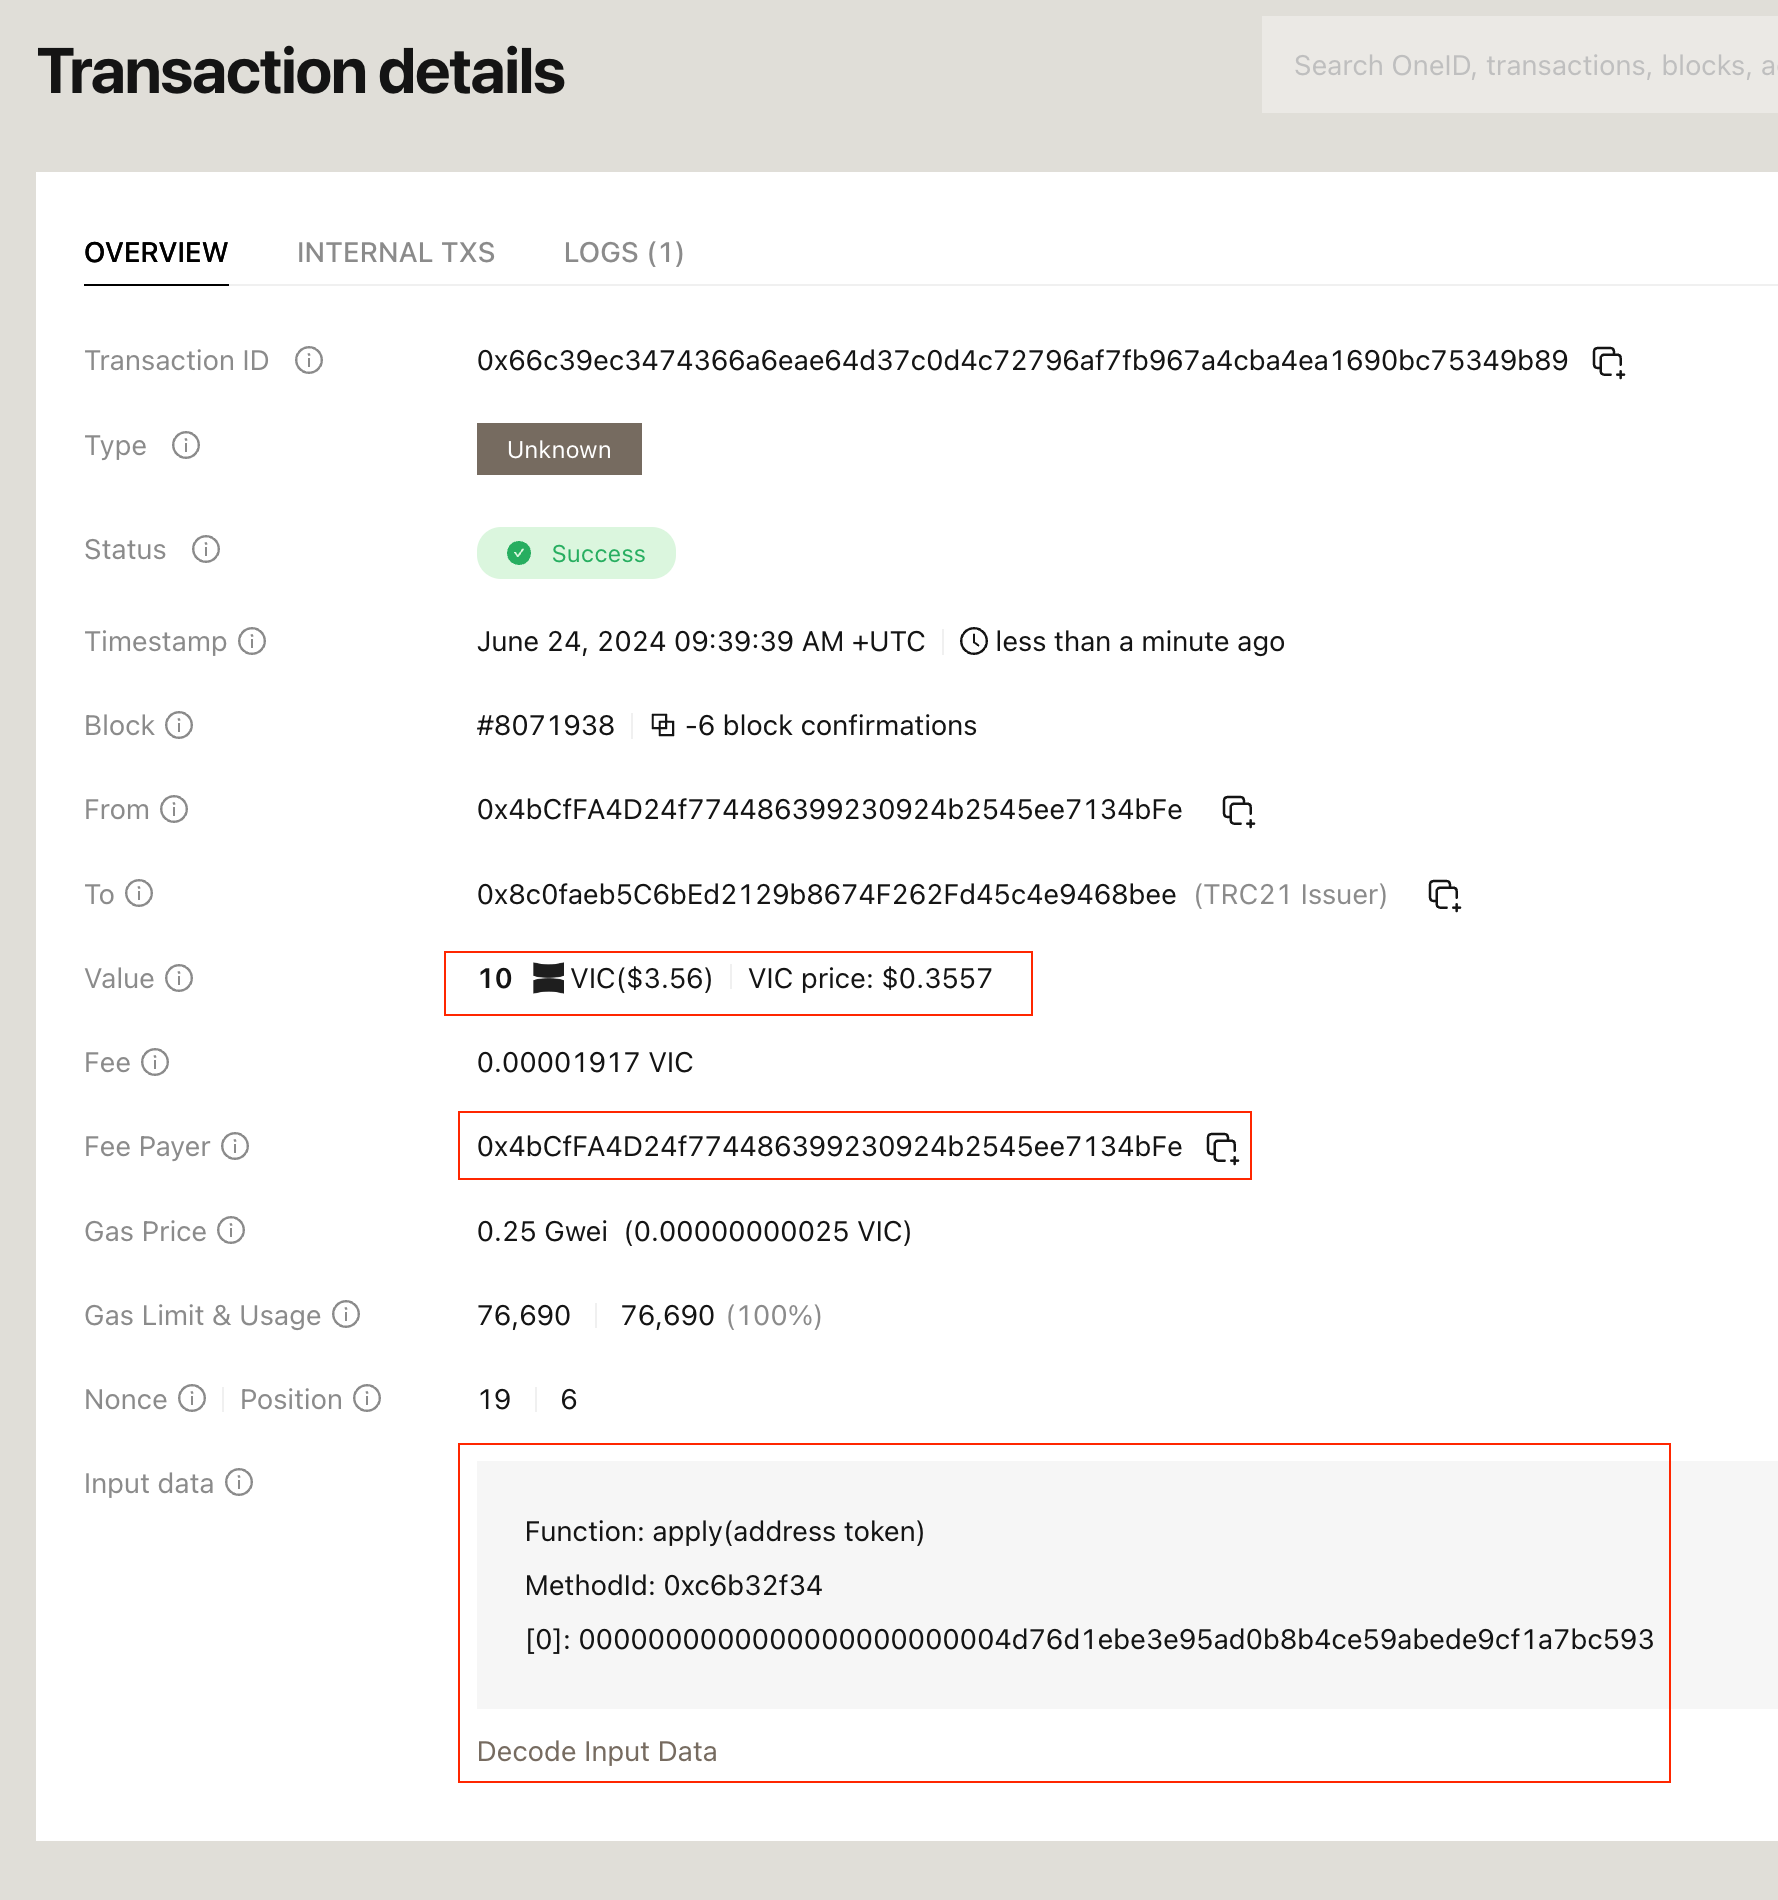 Transaction details
Search OneID, transactions, blocks, a
OVERVIEW INTERNAL TXS LOGS (1)
Transaction ID 0x66c39ec3474366a6eae64d37c0d4c72796af7fb967a4cba4ea1690bc75349b89
Type Unknown
Status Success
Timestamp June 24, 2024 09:39:39 AM +UTC less than a minute ago
Block #8071938 -6 block confirmations
From 0x4bCfFA4D24f774486399230924b2545ee7134bFe
To 0x8c0faeb5C6bEd2129b8674F262Fd45c4e9468bee (TRC21 Issuer)
Value 10 VIC($3.56) VIC price: $0.3557
Fee 0.00001917 VIC
Fee Payer 0x4bCfFA4D24f774486399230924b2545ee7134bFe
Gas Price 0.25 Gwei (0.00000000025 VIC)
Gas Limit & Usage 76,690 76,690 (100%)
Nonce Position 19 6
Input data
Function: apply(address token)
MethodId: 0xc6b32f34
[0]: 0000000000000000000000004d76d1ebe3e95ad0b8b4ce59abede9cf1a7bc593
Decode Input Data